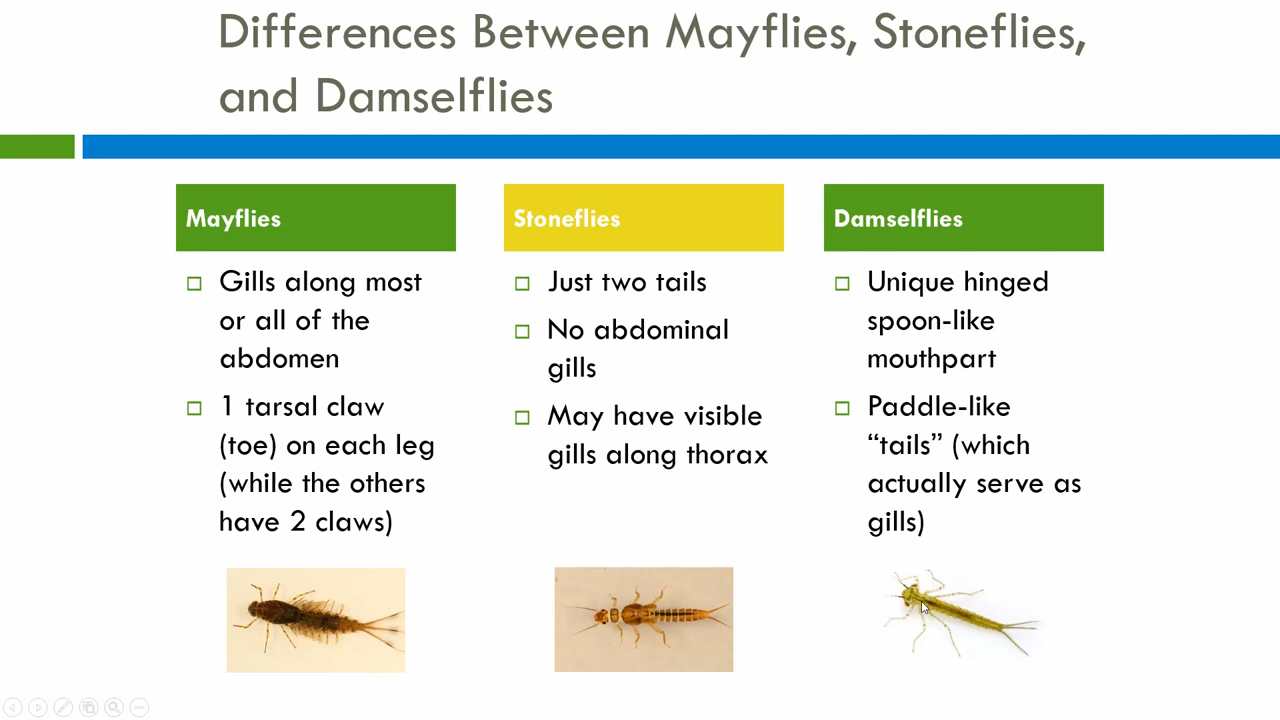 Differences Between Mayflies, Stoneflies,
and Damselflies
Mayflies
Gills along most
or all of the
abdomen
1 tarsal claw
(toe) on each leg
(while the others
have 2 claws)
Stoneflies
Just two tails
No abdominal
gills
May have visible
gills along thorax
Damselflies
Unique hinged
spoon-like
mouthpart
Paddle-like
“tails” (which
actually serve as
gills)